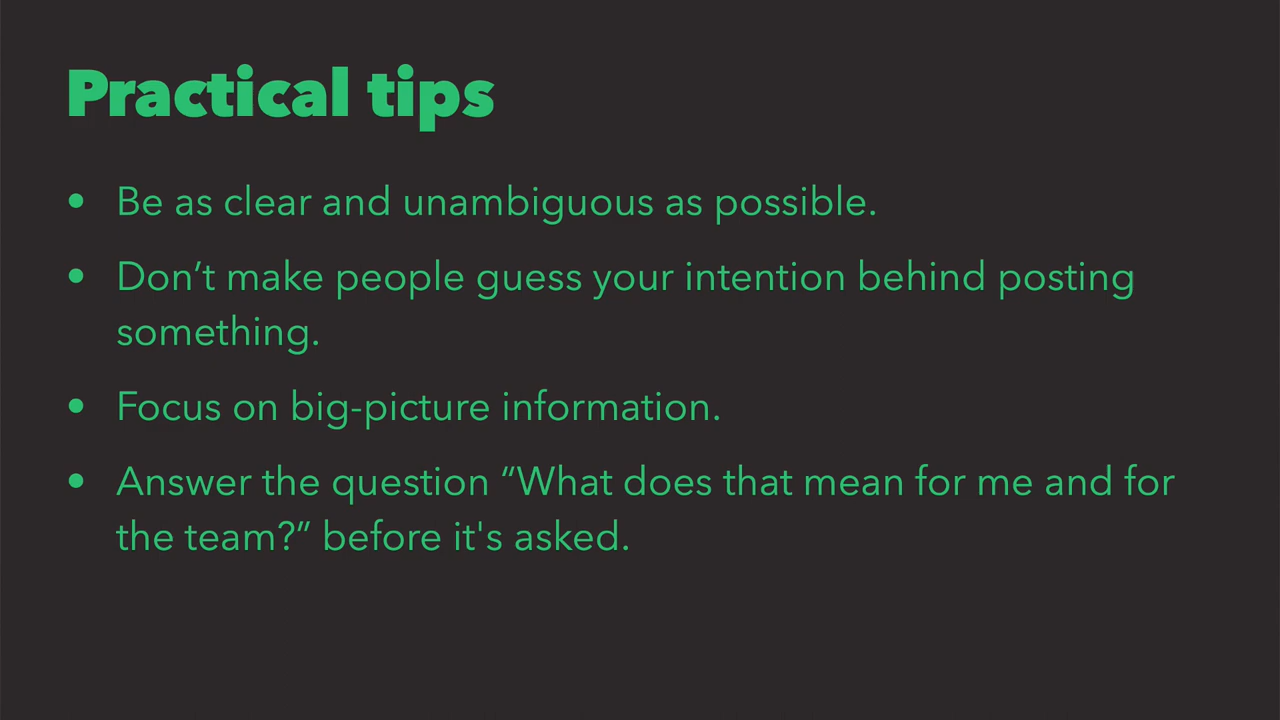 Practical tips
• Be as clear and unambiguous as possible.
• Don’t make people guess your intention behind posting
something.
• Focus on big-picture information.
• Answer the question “What does that mean for me and for
the team?” before it's asked.